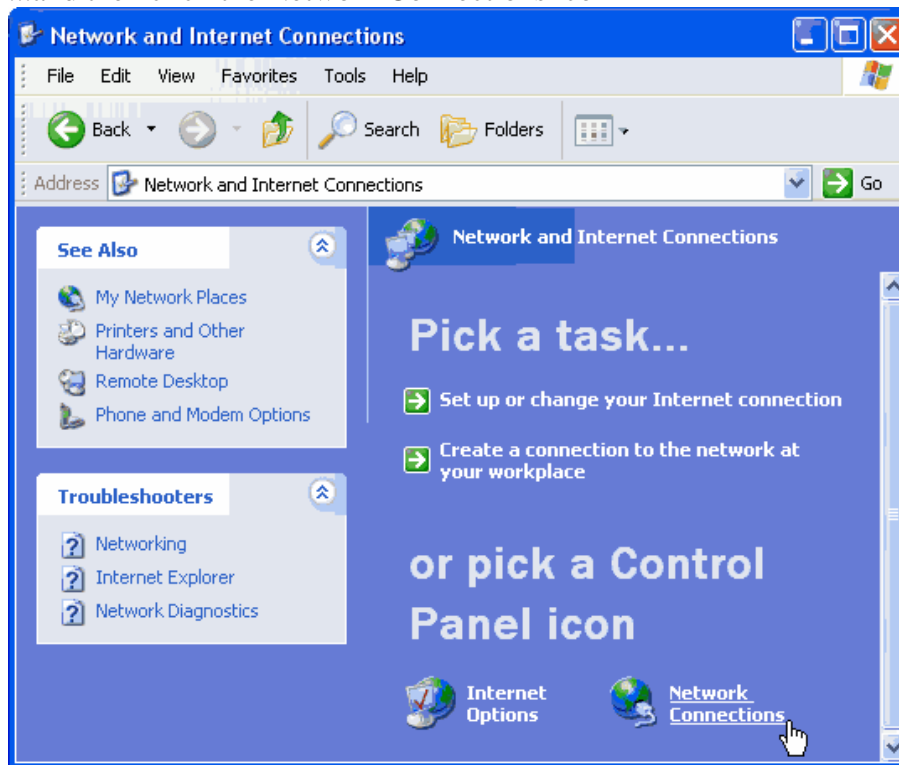 Network and Internet Connections
File Edit View Favorites Tools Help
Back Search Folders
Address Network and Internet Connections Go
See Also
My Network Places
Printers and Other
Hardware
Remote Desktop
Phone and Modem Options
Troubleshooters
Networking
Internet Explorer
Network Diagnostics
Network and Internet Connections
Pick a task...
Set up or change your Internet connection
Create a connection to the network at
your workplace
or pick a Control
Panel icon
Internet
Options
Network
Connections